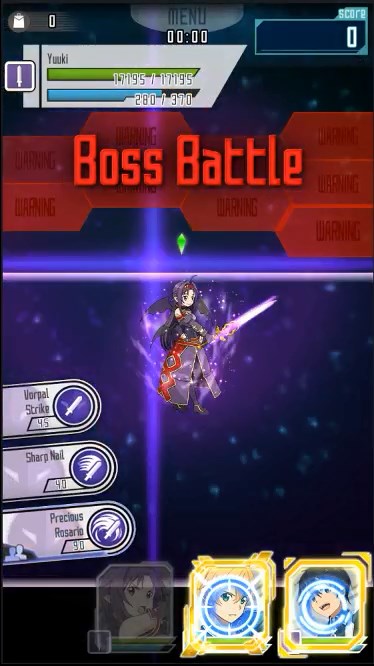 0
MENU
score
00:00
0
Yuuki
17195 / 17195
280 / 370
WARNING
WARNING
WARNING
WARNING
Boss Battle
WARNING
WARNING
WARNING
WARNING
WARNING
Vorpal
Strike
45
Sharp Nail
40
Precious
Rosario
90